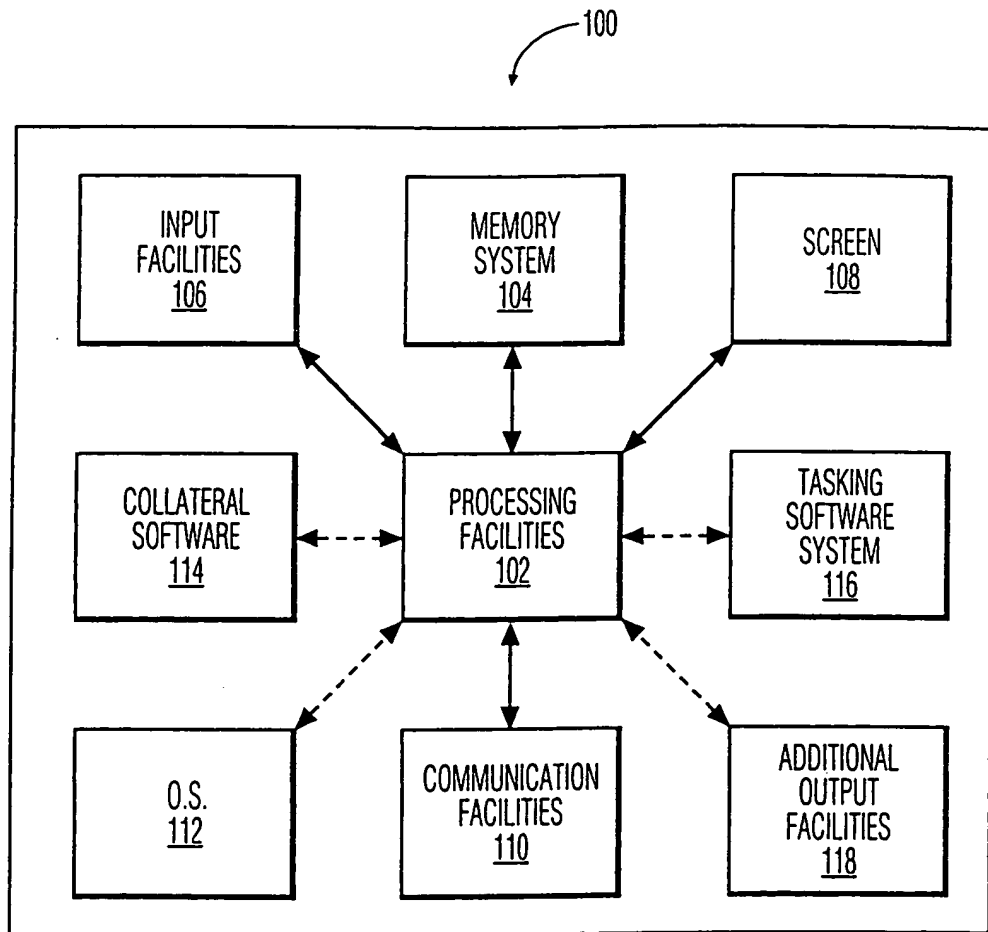 100
INPUT
FACILITIES
106
MEMORY
SYSTEM
104
SCREEN
108
COLLATERAL
SOFTWARE
114
PROCESSING
FACILITIES
102
TASKING
SOFTWARE
SYSTEM
116
O.S.
112
COMMUNICATION
FACILITIES
110
ADDITIONAL
OUTPUT
FACILITIES
118